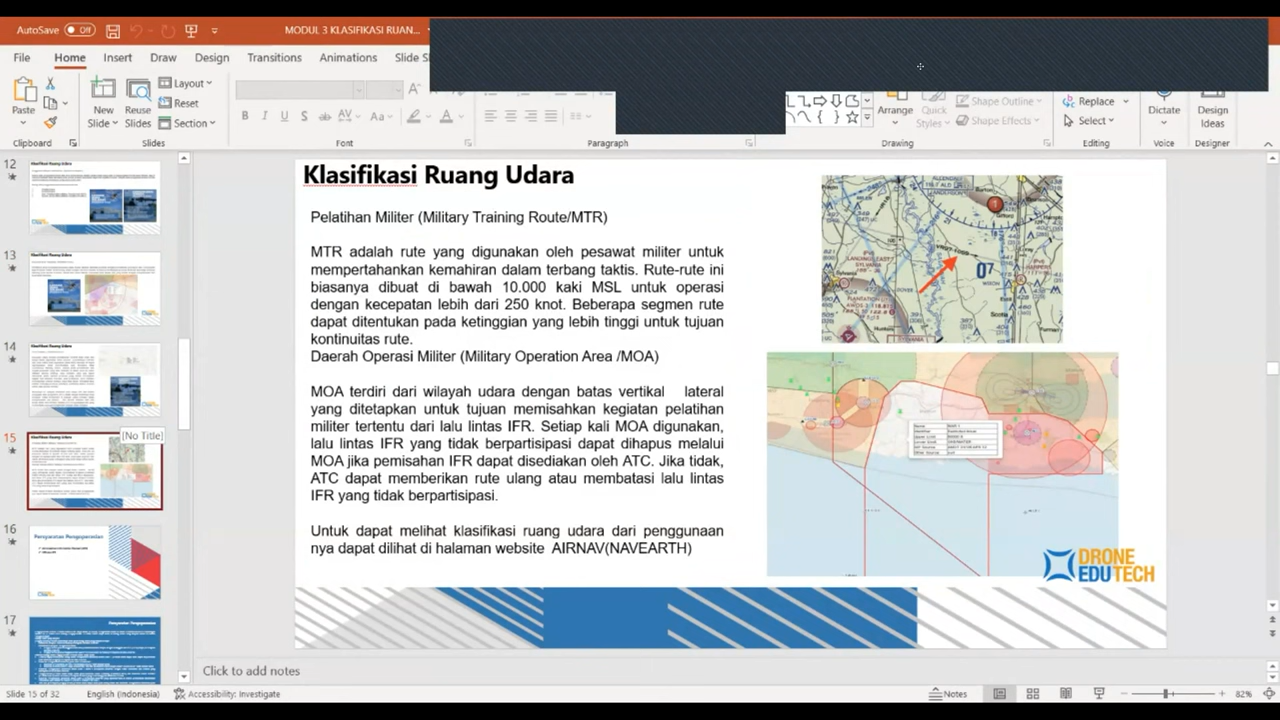 AutoSave Off MODUL 3 KLASIFIKASI RUAN...
File Home Insert Draw Design Transitions Animations Slide S
Paste
New Slide
Reuse Slides
Layout
Reset
Section
Replace
Select
Arrange
Quick Styles
Shape Outline
Shape Effects
Dictate
Design Ideas
Clipboard Slides Font Paragraph Drawing Editing Voice Designer
12
13
14
15
[No Title]
16
Persyaratan Pengoperasian
17
Klasifikasi Ruang Udara
Pelatihan Militer (Military Training Route/MTR)
MTR adalah rute yang digunakan oleh pesawat militer untuk
mempertahankan kemahiran dalam terbang taktis. Rute-rute ini
biasanya dibuat di bawah 10.000 kaki MSL untuk operasi
dengan kecepatan lebih dari 250 knot. Beberapa segmen rute
dapat ditentukan pada ketinggian yang lebih tinggi untuk tujuan
kontinuitas rute.
Daerah Operasi Militer (Military Operation Area /MOA)
MOA terdiri dari wilayah udara dengan batas vertikal lateral
yang ditetapkan untuk tujuan memisahkan kegiatan pelatihan
militer tertentu dari lalu lintas IFR. Setiap kali MOA digunakan,
lalu lintas IFR yang tidak berpartisipasi dapat dihapus melalui
MOA jika pemisahan IFR dapat disediakan oleh ATC. Jika tidak,
ATC dapat memberikan rute ulang atau membatasi lalu lintas
IFR yang tidak berpartisipasi.
Untuk dapat melihat klasifikasi ruang udara dari penggunaan
nya dapat dilihat di halaman website AIRNAV(NAVEARTH)
1
07
DRONE
EDUTECH
Click to add notes
Slide 15 of 32 English (Indonesia) Accessibility: Investigate Notes 82%